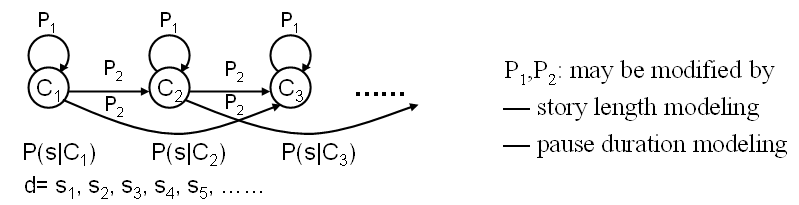 P₁ P₁ P₁
C₁ P₂ C₂ P₂ C₃ ......
P₂ P₂
P(s|C₁) P(s|C₂) P(s|C₃)
d= s₁, s₂, s₃, s₄, s₅, ......
P₁,P₂: may be modified by
— story length modeling
— pause duration modeling